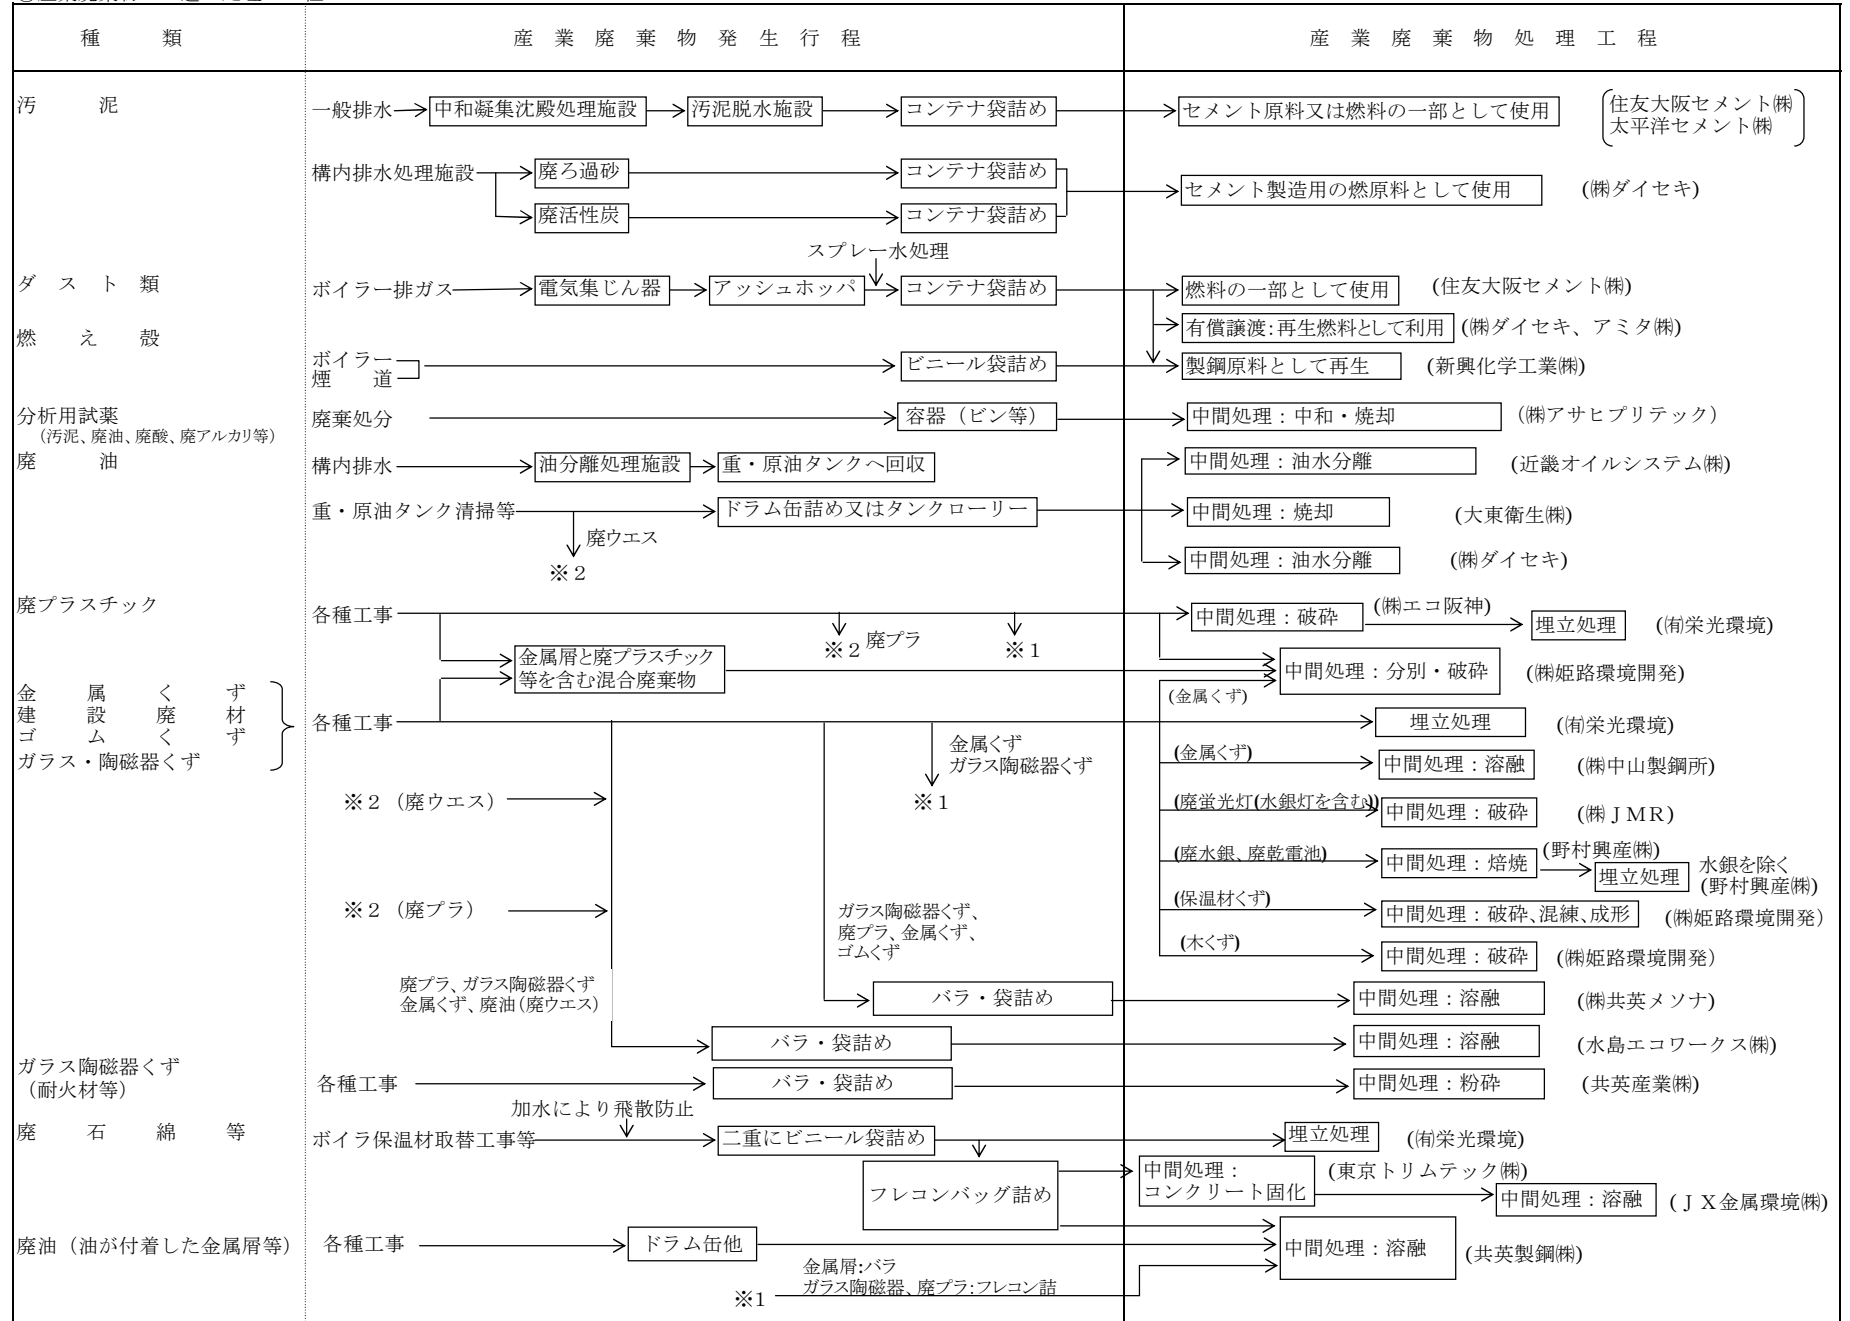 種　類
産業廃棄物発生行程
産業廃棄物処理工程
汚　泥
一般排水
中和凝集沈殿処理施設
汚泥脱水施設
コンテナ袋詰め
セメント原料又は燃料の一部として使用
住友大阪セメント㈱
太平洋セメント㈱
構内排水処理施設
廃ろ過砂
コンテナ袋詰め
廃活性炭
コンテナ袋詰め
セメント製造用の燃原料として使用
(㈱ダイセキ)
スプレー水処理
ダスト類
ボイラー排ガス
電気集じん器
アッシュホッパ
コンテナ袋詰め
燃料の一部として使用
(住友大阪セメント㈱)
有償譲渡:再生燃料として利用
(㈱ダイセキ、アミタ㈱)
燃え殻
ボイラー
煙　道
ビニール袋詰め
製鋼原料として再生
(新興化学工業㈱)
分析用試薬
（汚泥、廃油、廃酸、廃アルカリ等）
廃棄処分
容器（ビン等）
中間処理：中和・焼却
（㈱アサヒプリテック）
廃　油
構内排水
油分離処理施設
重・原油タンクへ回収
中間処理：油水分離
(近畿オイルシステム㈱)
重・原油タンク清掃等
ドラム缶詰め又はタンクローリー
中間処理：焼却
(大東衛生㈱)
廃ウエス
※２
中間処理：油水分離
(㈱ダイセキ)
廃プラスチック
各種工事
※２
廃プラ
※１
中間処理：破砕
(㈱エコ阪神)
埋立処理
(㈲栄光環境)
金属屑と廃プラスチック
等を含む混合廃棄物
中間処理：分別・破砕
(㈱姫路環境開発)
金属くず
建設廃材
ゴムくず
ガラス・陶磁器くず
各種工事
(金属くず)
埋立処理
(㈲栄光環境)
金属くず
ガラス陶磁器くず
※１
(金属くず)
中間処理：溶融
(㈱中山製鋼所)
※２（廃ウエス）
(廃蛍光灯(水銀灯を含む))
中間処理：破砕
(㈱ＪＭＲ)
(廃水銀、廃乾電池)
中間処理：焙焼
(野村興産㈱)
埋立処理
水銀を除く
(野村興産㈱)
※２（廃プラ）
ガラス陶磁器くず、
廃プラ、金属くず、
ゴムくず
(保温材くず)
中間処理：破砕、混練、成形
(㈱姫路環境開発）
(木くず)
中間処理：破砕
(㈱姫路環境開発）
廃プラ、ガラス陶磁器くず
金属くず、廃油(廃ウエス)
バラ・袋詰め
中間処理：溶融
(㈱共英メソナ)
バラ・袋詰め
中間処理：溶融
(水島エコワークス㈱)
ガラス陶磁器くず
（耐火材等）
各種工事
バラ・袋詰め
中間処理：粉砕
(共英産業㈱)
加水により飛散防止
廃石綿等
ボイラ保温材取替工事等
二重にビニール袋詰め
埋立処理
(㈲栄光環境)
フレコンバッグ詰め
中間処理：
コンクリート固化
(東京トリムテック㈱)
中間処理：溶融
(ＪＸ金属環境㈱)
廃油（油が付着した金属屑等）
各種工事
ドラム缶他
中間処理：溶融
(共英製鋼㈱)
金属屑:バラ
ガラス陶磁器、廃プラ:フレコン詰
※1